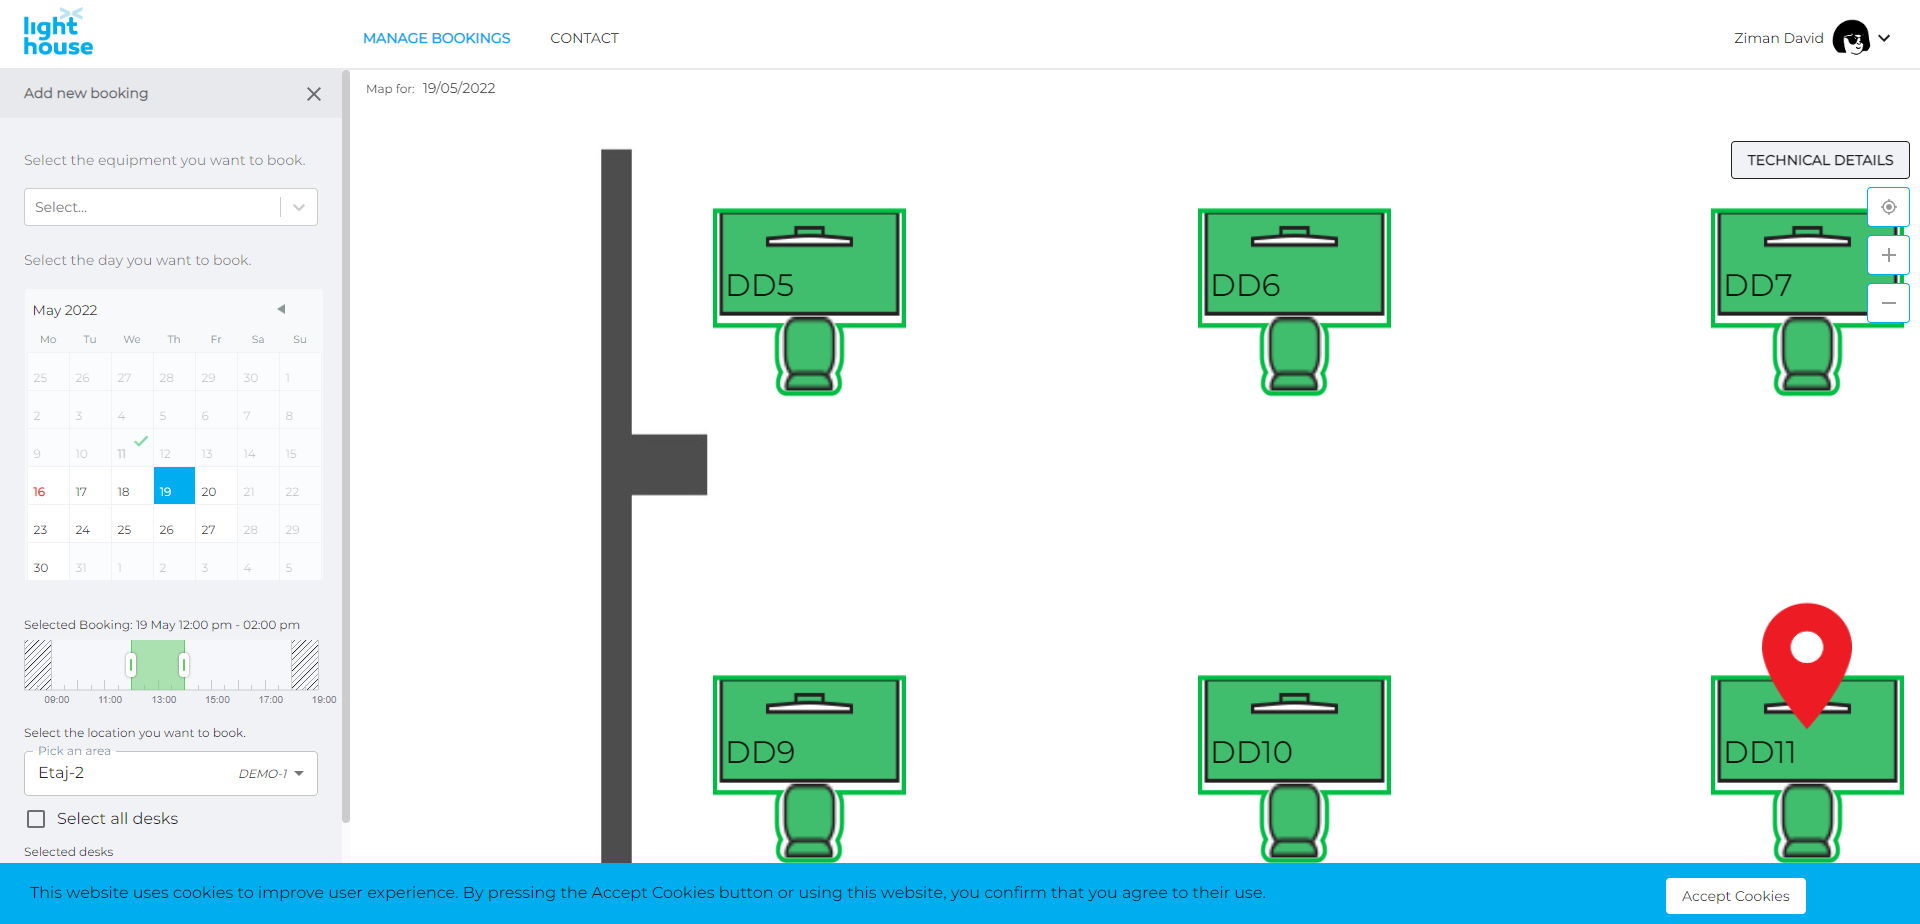 light
house
MANAGE BOOKINGS
CONTACT
Ziman David
Add new booking
Map for: 19/05/2022
Select the equipment you want to book.
Select...
TECHNICAL DETAILS
Select the day you want to book.
May 2022
Mo Tu We Th Fr Sa Su
25 26 27 28 29 30 1
2 3 4 5 6 7 8
9 10 11 12 13 14 15
16 17 18 19 20 21 22
23 24 25 26 27 28 29
30 31 1 2 3 4 5
DD5
DD6
DD7
Selected Booking: 19 May 12:00 pm - 02:00 pm
09:00 11:00 13:00 15:00 17:00 19:00
Select the location you want to book.
Pick an area
Etaj-2 DEMO-1
Select all desks
Selected desks
DD9
DD10
DD11
This website uses cookies to improve user experience. By pressing the Accept Cookies button or using this website, you confirm that you agree to their use.
Accept Cookies